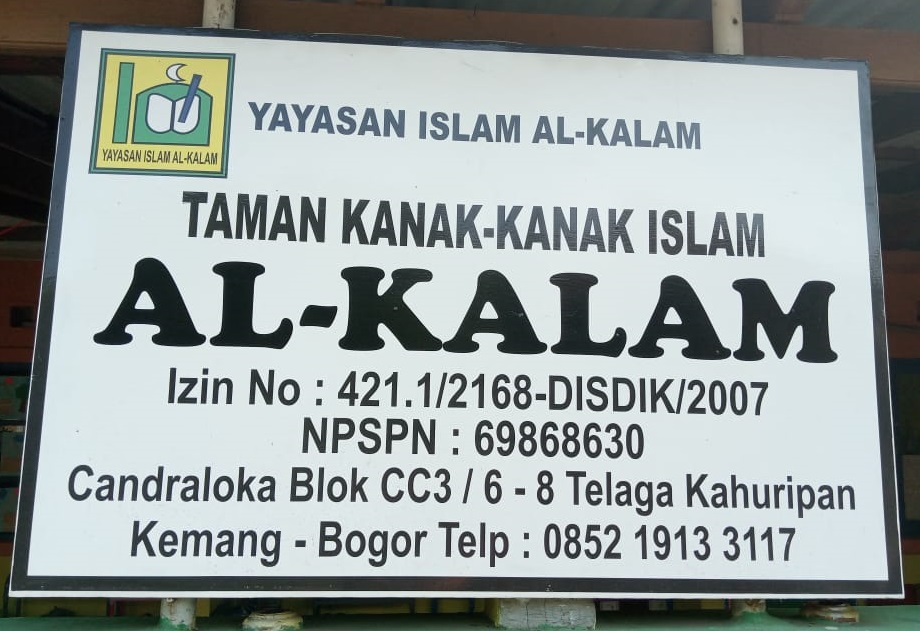 YAYASAN ISLAM AL-KALAM
YAYASAN ISLAM AL-KALAM
TAMAN KANAK-KANAK ISLAM
AL-KALAM
Izin No : 421.1/2168-DISDIK/2007
NPSPN : 69868630
Candraloka Blok CC3 / 6 - 8 Telaga Kahuripan
Kemang - Bogor Telp : 0852 1913 3117